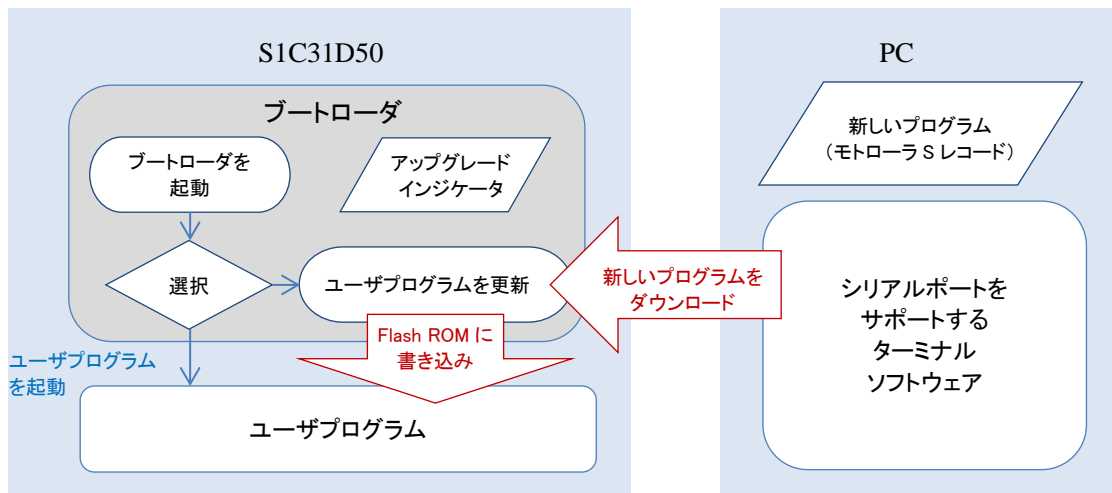 S1C31D50
ブートローダ
ブートローダを
起動
アップグレード
インジケータ
選択
ユーザプログラムを更新
Flash ROM に
書き込み
ユーザプログラム
を起動
ユーザプログラム
新しいプログラムを
ダウンロード
PC
新しいプログラム
（モトローラ S レコード）
シリアルポートを
サポートする
ターミナル
ソフトウェア